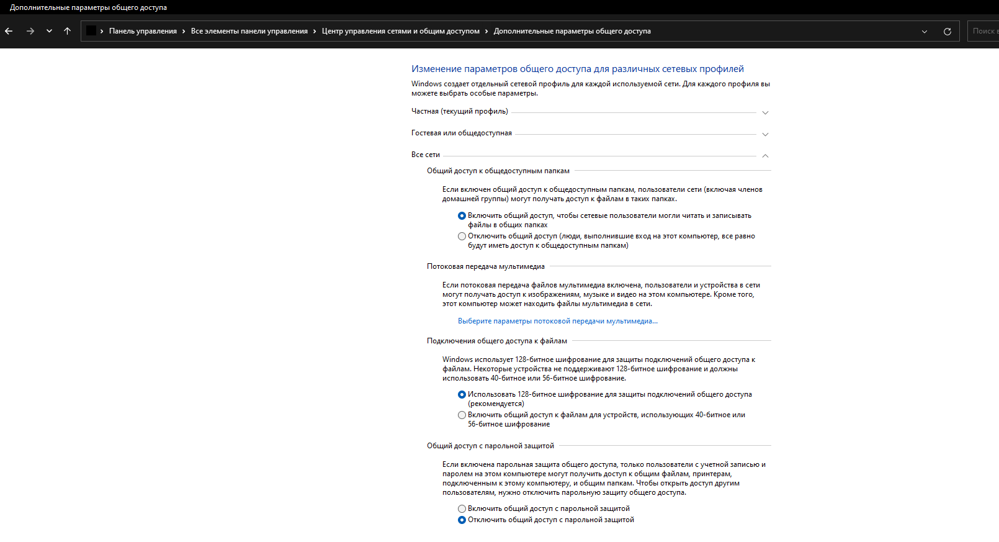 Дополнительные параметры общего доступа
Панель управления
Все элементы панели управления
Центр управления сетями и общим доступом
Дополнительные параметры общего доступа
Поиск в
Изменение параметров общего доступа для различных сетевых профилей
Windows создает отдельный сетевой профиль для каждой используемой сети. Для каждого профиля вы
можете выбрать особые параметры.
Частная (текущий профиль)
Гостевая или общедоступная
Все сети
Общий доступ к общедоступным папкам
Если включен общий доступ к общедоступным папкам, пользователи сети (включая членов
домашней группы) могут получать доступ к файлам в таких папках.
Включить общий доступ, чтобы сетевые пользователи могли читать и записывать
файлы в общих папках
Отключить общий доступ (люди, выполнившие вход на этот компьютер, все равно
будут иметь доступ к общедоступным папкам)
Потоковая передача мультимедиа
Если потоковая передача файлов мультимедиа включена, пользователи и устройства в сети
могут получать доступ к изображениям, музыке и видео на этом компьютере. Кроме того,
этот компьютер может находить файлы мультимедиа в сети.
Выберите параметры потоковой передачи мультимедиа...
Подключения общего доступа к файлам
Windows использует 128-битное шифрование для защиты подключений общего доступа к
файлам. Некоторые устройства не поддерживают 128-битное шифрование и должны
использовать 40-битное или 56-битное шифрование.
Использовать 128-битное шифрование для защиты подключений общего доступа
(рекомендуется)
Включить общий доступ к файлам для устройств, использующих 40-битное или
56-битное шифрование
Общий доступ с парольной защитой
Если включена парольная защита общего доступа, только пользователи с учетной записью и
паролем на этом компьютере могут получить доступ к общим файлам, принтерам,
подключенным к этому компьютеру, и общим папкам. Чтобы открыть доступ другим
пользователям, нужно отключить парольную защиту общего доступа.
Включить общий доступ с парольной защитой
Отключить общий доступ с парольной защитой